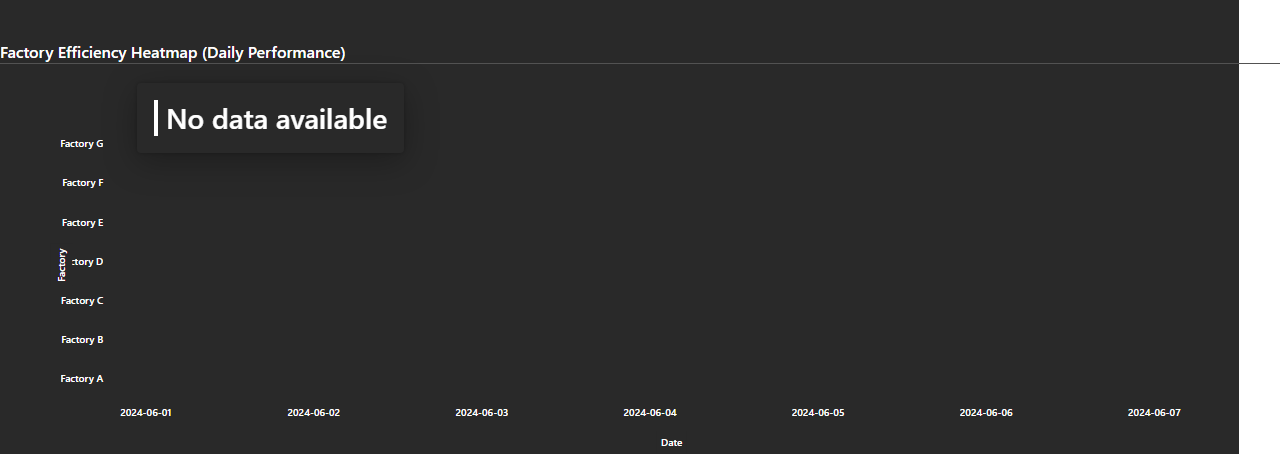 Factory Efficiency Heatmap (Daily Performance)
No data available
Factory G
Factory F
Factory E
Factory
:tory D
Factory C
Factory B
Factory A
2024-06-01 2024-06-02 2024-06-03 2024-06-04 2024-06-05 2024-06-06 2024-06-07
Date